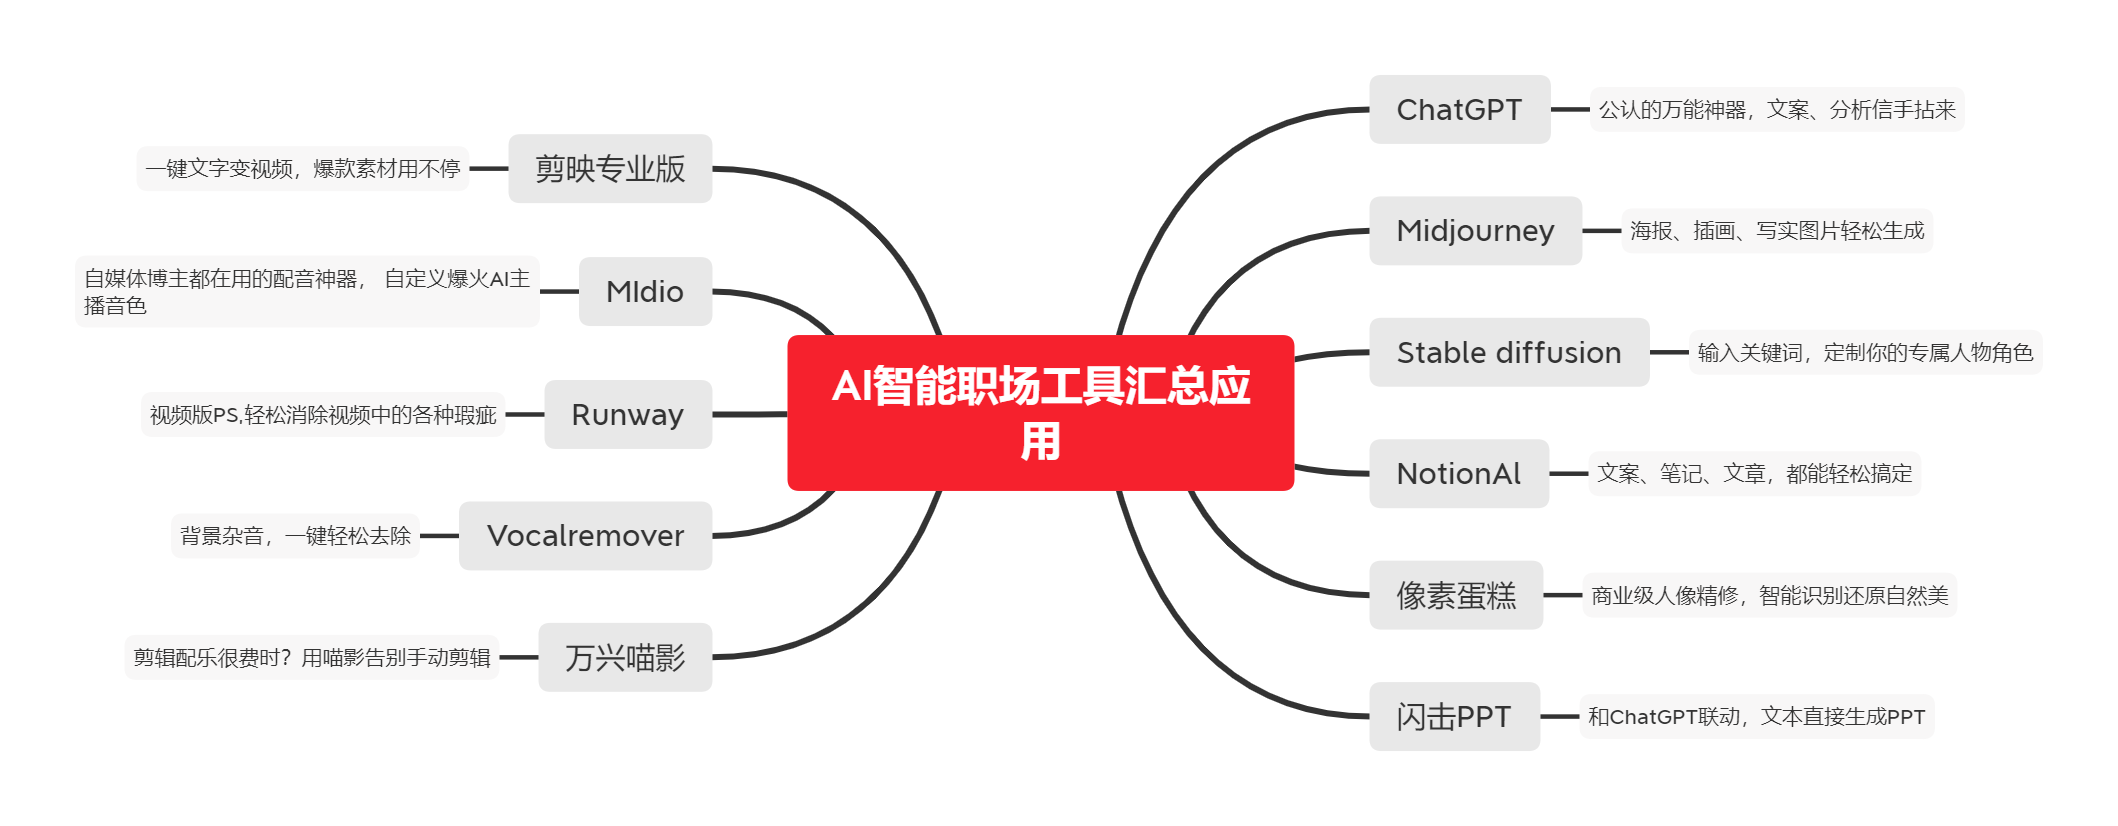 AI智能职场工具汇总应
用
ChatGPT
公认的万能神器，文案、分析信手拈来
Midjourney
海报、插画、写实图片轻松生成
Stable diffusion
输入关键词，定制你的专属人物角色
NotionAl
文案、笔记、文章，都能轻松搞定
像素蛋糕
商业级人像精修，智能识别还原自然美
闪击PPT
和ChatGPT联动，文本直接生成PPT
剪映专业版
一键文字变视频，爆款素材用不停
MIdio
自媒体博主都在用的配音神器， 自定义爆火AI主
播音色
Runway
视频版PS,轻松消除视频中的各种瑕疵
Vocalremover
背景杂音，一键轻松去除
万兴喵影
剪辑配乐很费时？用喵影告别手动剪辑